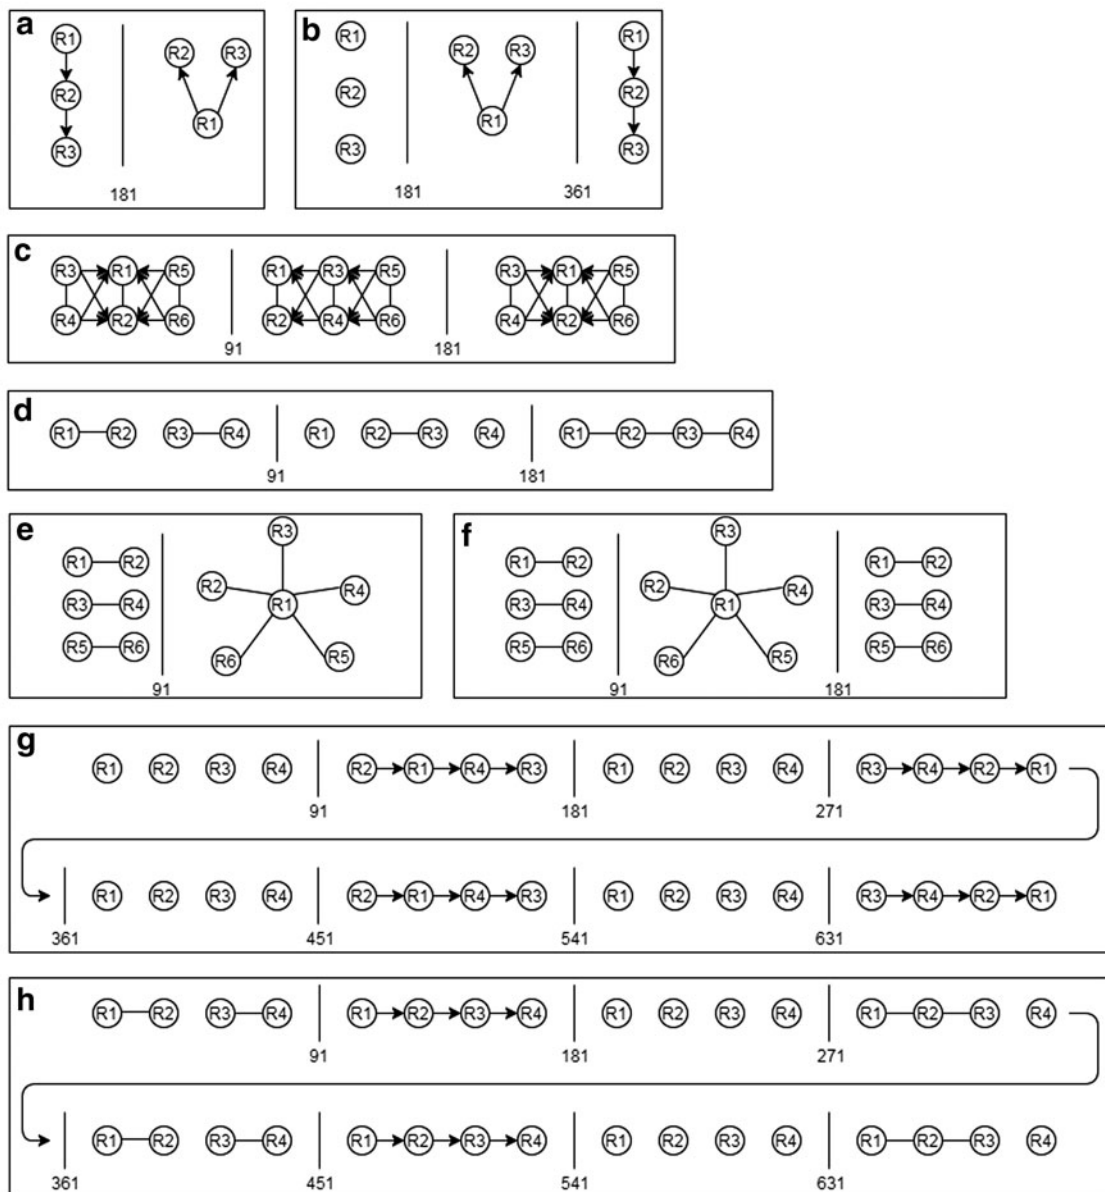 a b
R1 R2 R3 R1
R2 R3 R2 R1 R2 R2
R3 R1 R3 R1 R3
181 181 361
c
R3 R1 R5 R1 R3 R5 R3 R1 R5
R4 R2 R6 R2 R4 R6 R4 R2 R6
91 181
d
R1 R2 R3 R4 R1 R2 R3 R4 R1 R2 R3 R4
91 181
e f
R3 R3
R1 R2 R1 R2 R1 R2
R2 R4 R2 R4
R3 R4 R1 R3 R4 R1 R3 R4
R5 R6 R6 R5 R5 R6 R6 R5 R5 R6
91 91 181
g
R1 R2 R3 R4 R2 R1 R4 R3 R1 R2 R3 R4 R3 R4 R2 R1
91 181 271
R1 R2 R3 R4 R2 R1 R4 R3 R1 R2 R3 R4 R3 R4 R2 R1
361 451 541 631
h
R1 R2 R3 R4 R1 R2 R3 R4 R1 R2 R3 R4 R1 R2 R3 R4
91 181 271
R1 R2 R3 R4 R1 R2 R3 R4 R1 R2 R3 R4 R1 R2 R3 R4
361 451 541 631